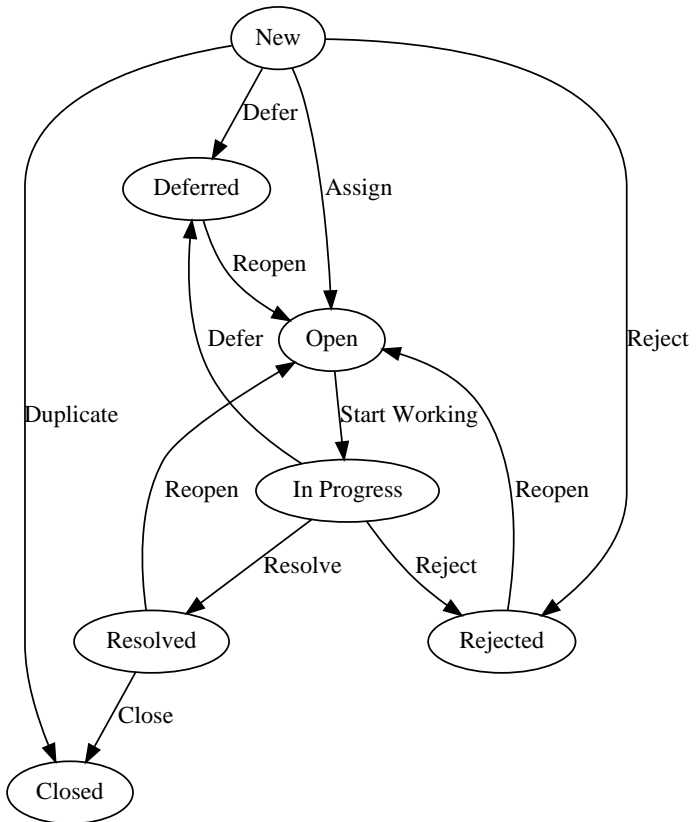 New
Defer
Deferred
Assign
Reopen
Defer
Open
Reject
Duplicate
Start Working
Reopen
In Progress
Reopen
Resolve
Reject
Resolved
Rejected
Close
Closed